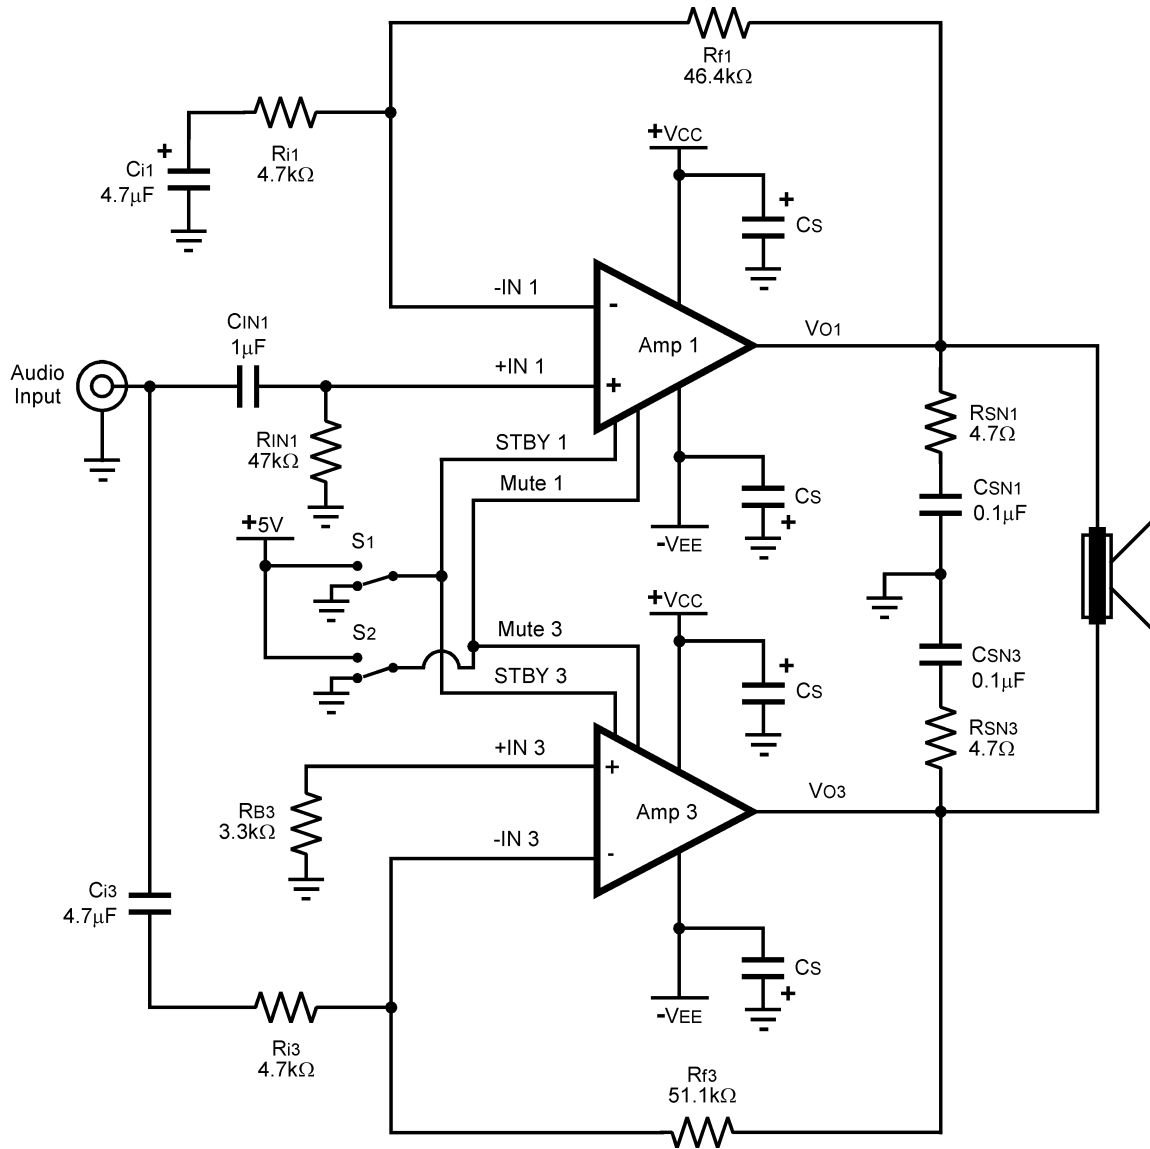 Rf1
46.4kΩ
+VCC
Ri1
4.7kΩ
+
Ci1
4.7μF
+
CS
-IN 1
-
CIN1
1μF
VO1
Amp 1
Audio
Input
+IN 1
+
RIN1
47kΩ
STBY 1
RSN1
4.7Ω
Mute 1
CS
+
CSN1
0.1μF
+5V
S1
-VEE
+VCC
S2
Mute 3
STBY 3
+
CS
CSN3
0.1μF
RSN3
4.7Ω
+IN 3
+
VO3
RB3
3.3kΩ
Amp 3
-IN 3
-
Ci3
4.7μF
CS
+
-VEE
Ri3
4.7kΩ
Rf3
51.1kΩ